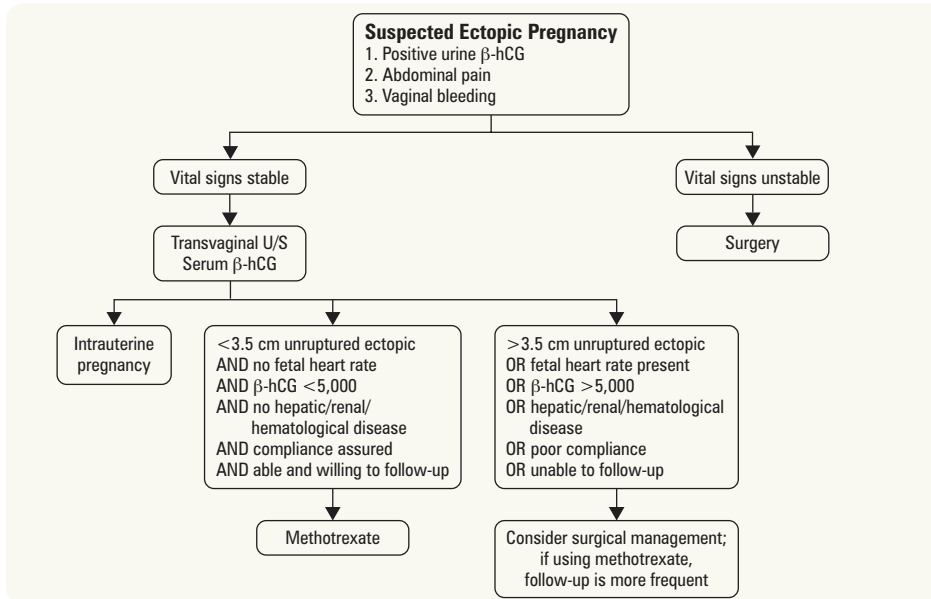 Suspected Ectopic Pregnancy
1. Positive urine β-hCG
2. Abdominal pain
3. Vaginal bleeding
Vital signs stable
Vital signs unstable
Transvaginal U/S
Serum β-hCG
Surgery
Intrauterine
pregnancy
<3.5 cm unruptured ectopic
AND no fetal heart rate
AND β-hCG <5,000
AND no hepatic/renal/
hematological disease
AND compliance assured
AND able and willing to follow-up
>3.5 cm unruptured ectopic
OR fetal heart rate present
OR β-hCG >5,000
OR hepatic/renal/hematological
disease
OR poor compliance
OR unable to follow-up
Methotrexate
Consider surgical management;
if using methotrexate,
follow-up is more frequent